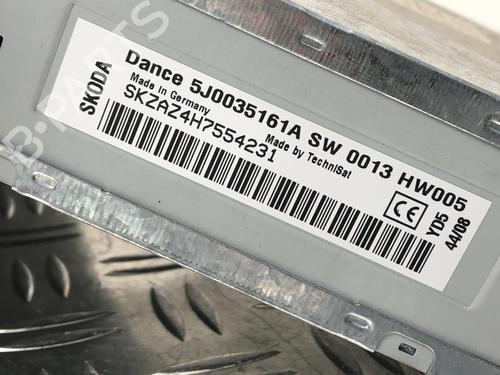 SKODA
Dance 5J0035161A SW 0013 HW005
Made in Germany
Made by TechniSat
SKZAZ4H7554231
CE
YD5
44/08
B-PARTS